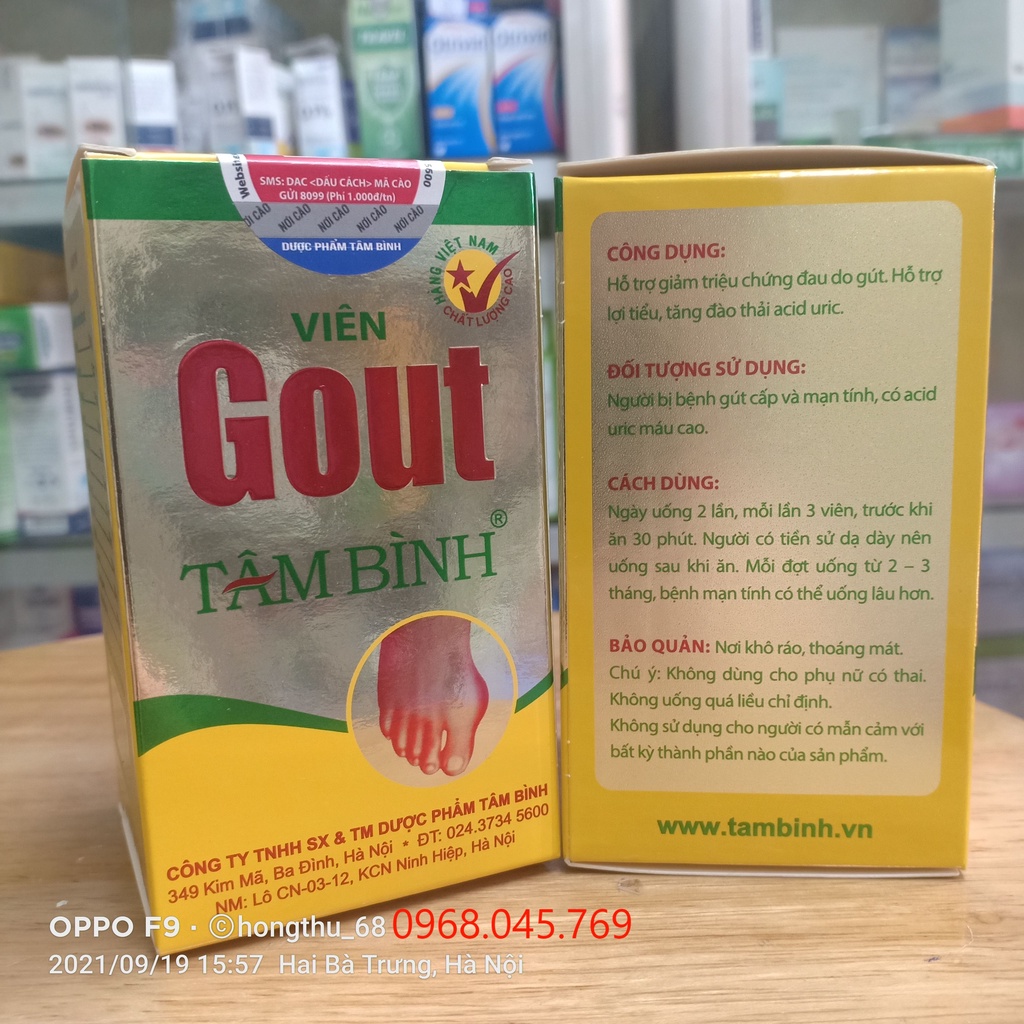 Website
SMS: DAC <DẤU CÁCH> MÃ CÀO
GỬI 8099 (Phí 1.000đ/tn)
NƠI CÀO NƠI CÀO NƠI CÀO NƠI CÀO NƠI CÀO
DƯỢC PHẨM TÂM BÌNH
HÀNG VIỆT NAM
CHẤT LƯỢNG CAO
VIÊN
Gout
TÂM BÌNH®
CÔNG TY TNHH SX & TM DƯỢC PHẨM TÂM BÌNH
349 Kim Mã, Ba Đình, Hà Nội * ĐT: 024.3734 5600
NM: Lô CN-03-12, KCN Ninh Hiệp, Hà Nội
CÔNG DỤNG:
Hỗ trợ giảm triệu chứng đau do gút. Hỗ trợ
lợi tiểu, tăng đào thải acid uric.
ĐỐI TƯỢNG SỬ DỤNG:
Người bị bệnh gút cấp và mạn tính, có acid
uric máu cao.
CÁCH DÙNG:
Ngày uống 2 lần, mỗi lần 3 viên, trước khi
ăn 30 phút. Người có tiền sử dạ dày nên
uống sau khi ăn. Mỗi đợt uống từ 2 – 3
tháng, bệnh mạn tính có thể uống lâu hơn.
BẢO QUẢN: Nơi khô ráo, thoáng mát.
Chú ý: Không dùng cho phụ nữ có thai.
Không uống quá liều chỉ định.
Không sử dụng cho người có mẫn cảm với
bất kỳ thành phần nào của sản phẩm.
www.tambinh.vn
OPPO F9 · ©hongthu_68 0968.045.769
2021/09/19 15:57 Hai Bà Trưng, Hà Nội